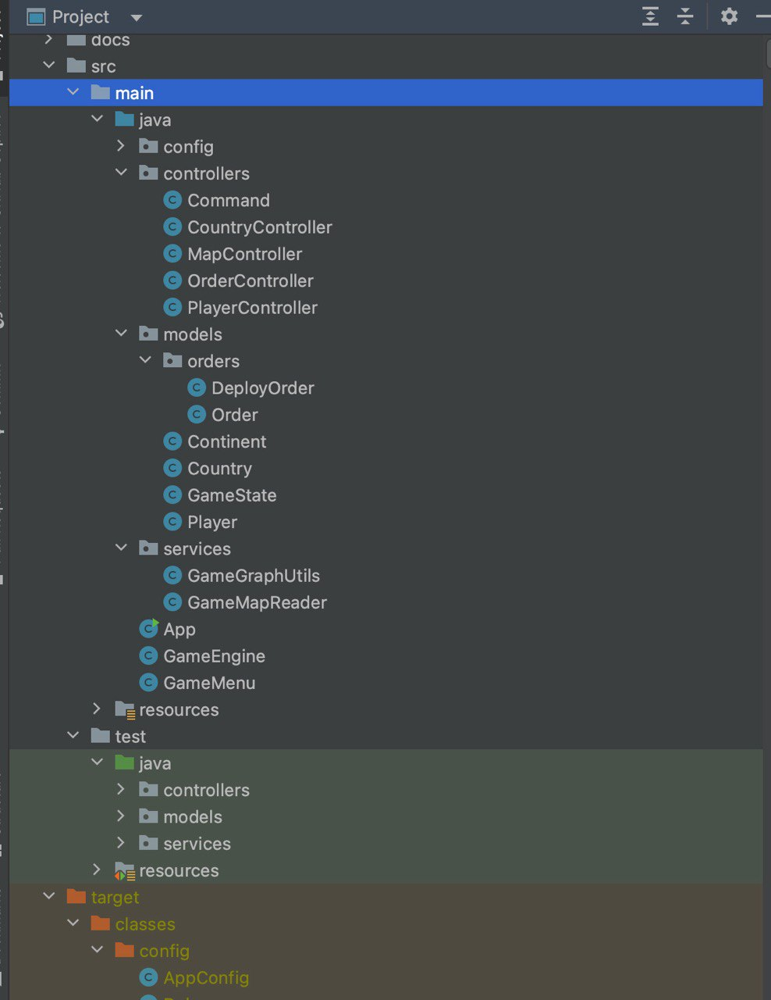 Project
docs
src
main
java
config
controllers
Command
CountryController
MapController
OrderController
PlayerController
models
orders
DeployOrder
Order
Continent
Country
GameState
Player
services
GameGraphUtils
GameMapReader
App
GameEngine
GameMenu
resources
test
java
controllers
models
services
resources
target
classes
config
AppConfig